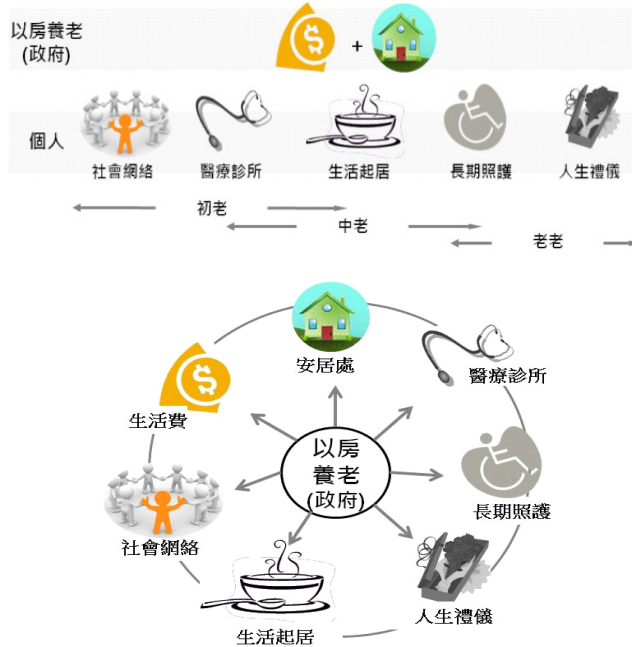 以房養老
(政府)
$
+
個人
社會網絡
醫療診所
生活起居
長期照護
人生禮儀
初老
中老
老老
安居處
醫療診所
$
生活費
以房
養老
(政府)
長期照護
社會網絡
人生禮儀
生活起居